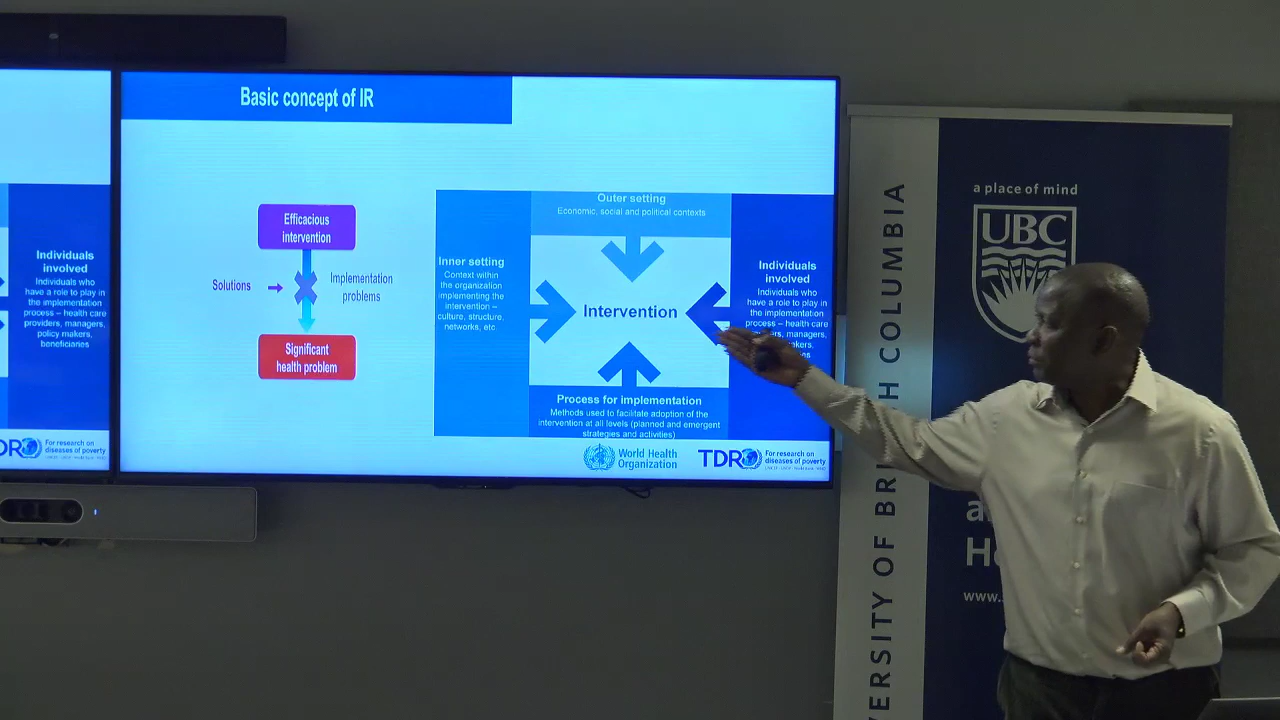 Individuals
involved
Individuals who
have a role to play in
the implementation
process – health care
providers, managers,
policy makers,
beneficiaries
For research on
diseases of poverty
Basic concept of IR
Efficacious
intervention
Solutions
Implementation
problems
Significant
health problem
Outer setting
Economic, social and political contexts
Inner setting
Context within
the organization
implementing the
intervention –
culture, structure,
networks, etc.
Intervention
Individuals
involved
Individuals who
have a role to play in
the implementation
process – health care
managers,
Process for implementation
Methods used to facilitate adoption of the
intervention at all levels (planned and emergent
strategies and activities)
World Health
Organization
TDR
For research on
diseases of poverty
a place of mind
UBC
COLUMBIA
OF
www.